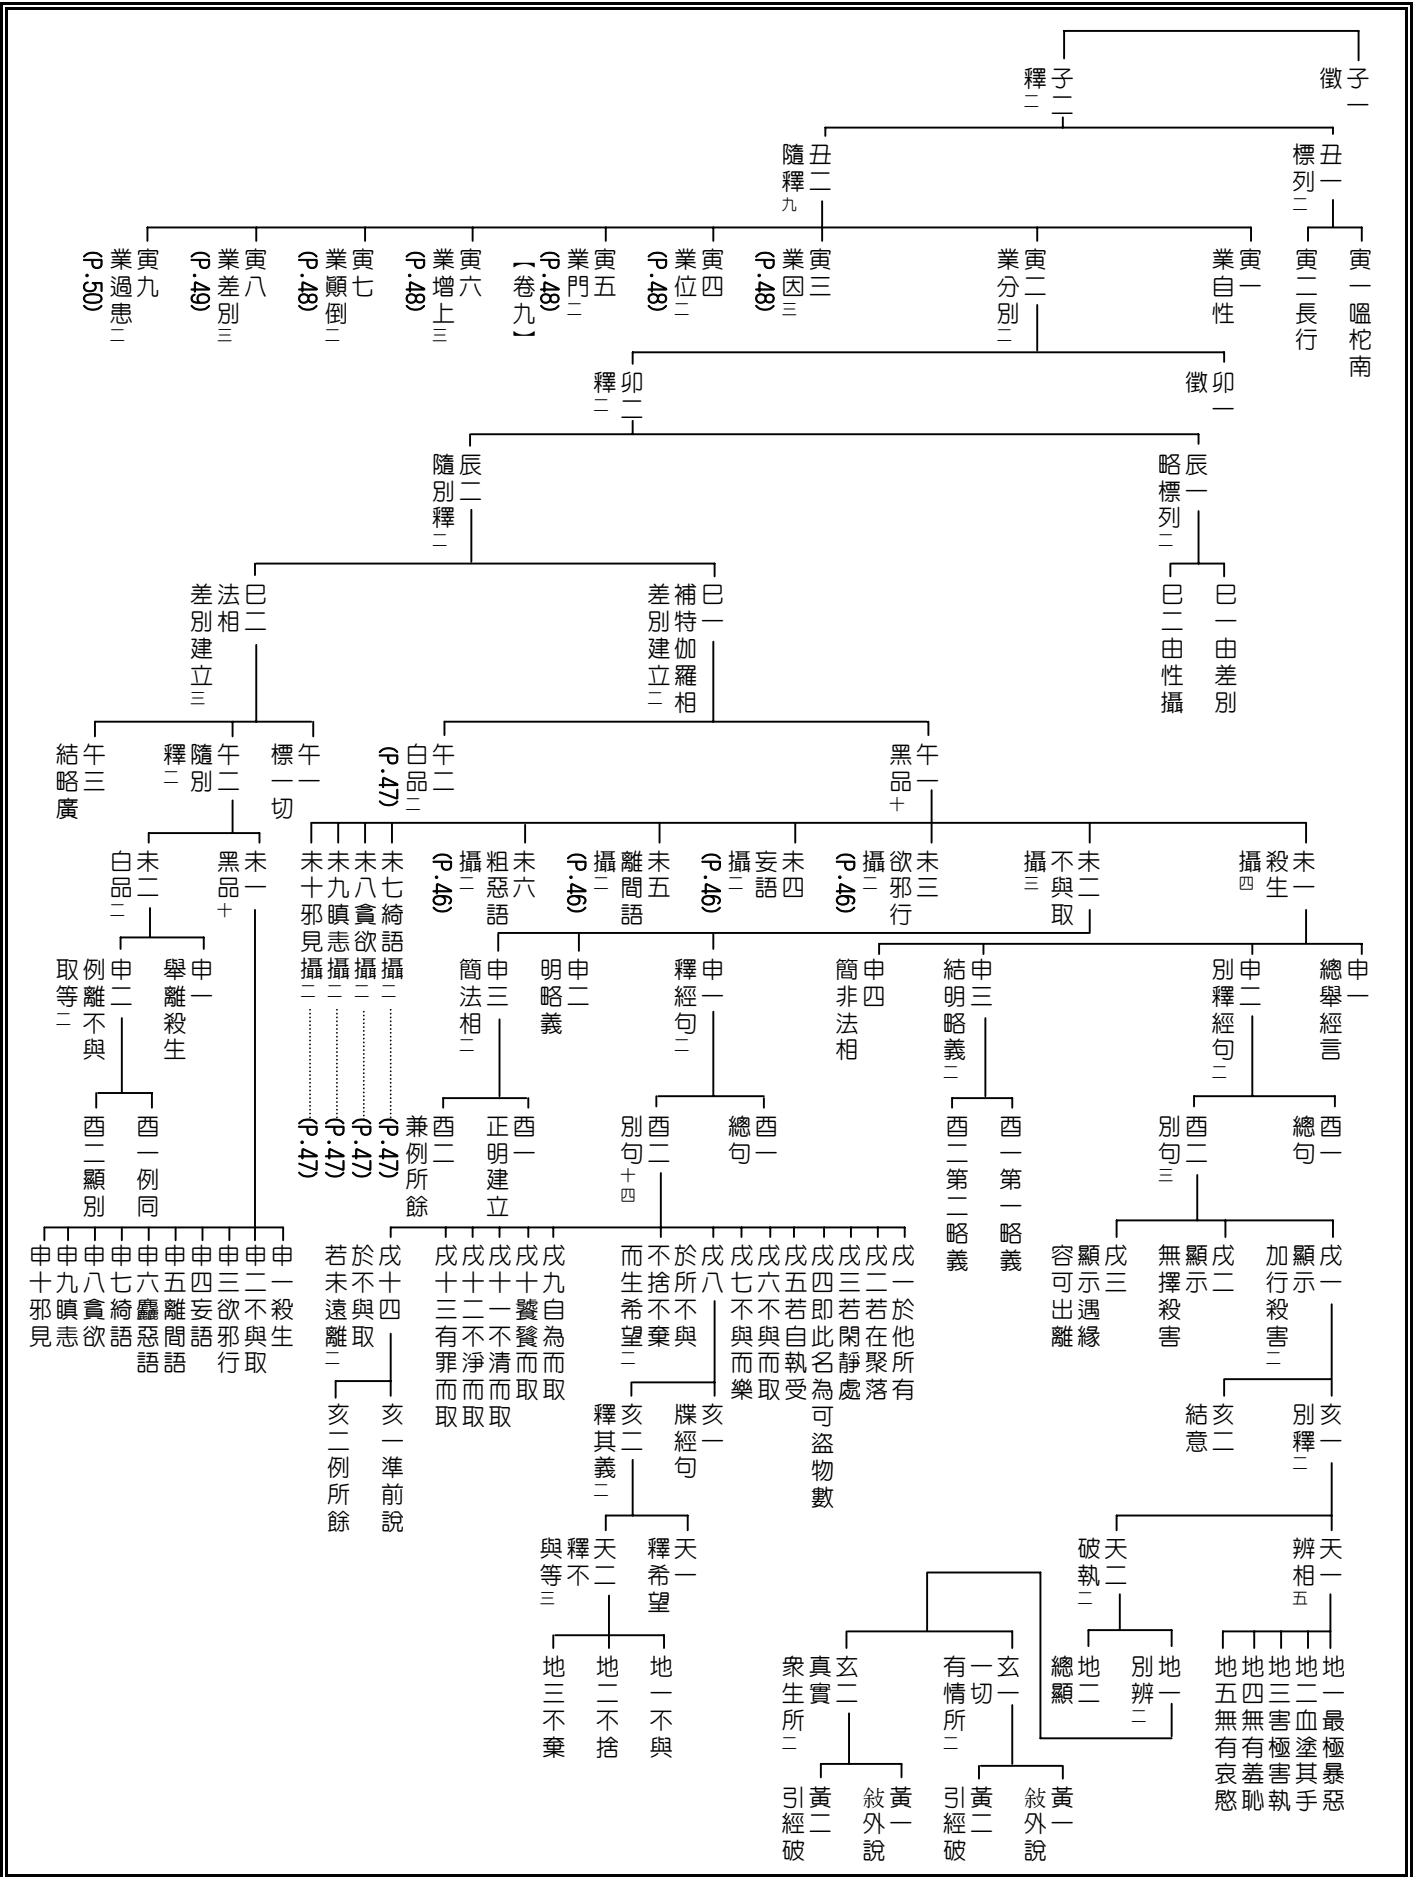 子一
徵
子二
釋二
丑一
標列二
丑二
隨釋九
寅一嗢柁南
寅二長行
寅一
業自性
寅二
業分別二
寅三
業因三
(P.48)
寅四
業位二
(P.48)
寅五
業門二
(P.48)
【卷九】
寅六
業增上三
(P.48)
寅七
業顚倒二
(P.48)
寅八
業差別三
(P.49)
寅九
業過患二
(P.50)
卯一
徵
卯二
釋二
辰一
略標列二
辰二
隨別釋二
巳一由差別
巳二由性攝
巳一
補特伽羅相
差別建立二
巳二
法相
差別建立三
午一
黑品十
午二
白品二
(P.47)
午一
標一切
午二
隨別
釋二
午三
結略廣
未一
殺生
攝四
未二
不與取
攝三
未三
欲邪行
攝二
(P.46)
未四
妄語
攝二
(P.46)
未五
離間語
攝二
(P.46)
未六
粗惡語
攝二
(P.46)
未七綺語攝二
(P.47)
未八貪欲攝二
(P.47)
未九瞋恚攝二
(P.47)
未十邪見攝二
(P.47)
未一
黑品十
未二
白品二
申一
總舉經言
申二
別釋經句二
申三
結明略義二
申四
簡非法相
申一
釋經句二
申二
明略義
申三
簡法相二
申一
舉離殺生
申二
例離不與
取等二
酉一
總句
酉二
別句三
酉一第一略義
酉二第二略義
酉一
總句
酉二
別句十四
酉一
正明建立
酉二
兼例所餘
酉一例同
酉二顯別
戌一
顯示
加行殺害二
戌二
顯示
無擇殺害
戌三
顯示遇緣
容可出離
戌一於他所有
戌二若在聚落
戌三若閑靜處
戌四即此名為可盜物數
戌五若自執受
戌六不與而取
戌七不與而樂
戌八
於所不與
不捨不棄
而生希望二
戌九自為而取
戌十饕餮而取
戌十一不清而取
戌十二不淨而取
戌十三有罪而取
戌十四
於不與取
若未遠離二
申一殺生
申二不與取
申三欲邪行
申四妄語
申五離間語
申六麤惡語
申七綺語
申八貪欲
申九瞋恚
申十邪見
亥一
別釋二
亥二
結意
亥一
牒經句
亥二
釋其義二
亥一準前說
亥二例所餘
天一
辨相五
天二
破執二
天一
釋希望
天二
釋不
與等三
地一最極暴惡
地二血塗其手
地三害極害執
地四無有羞恥
地五無有哀愍
地一
別辨二
地二
總顯
地一不與
地二不捨
地三不棄
玄一
一切
有情所二
玄二
真實
眾生所二
黃一
敍外說
黃二
引經破
黃一
敍外說
黃二
引經破